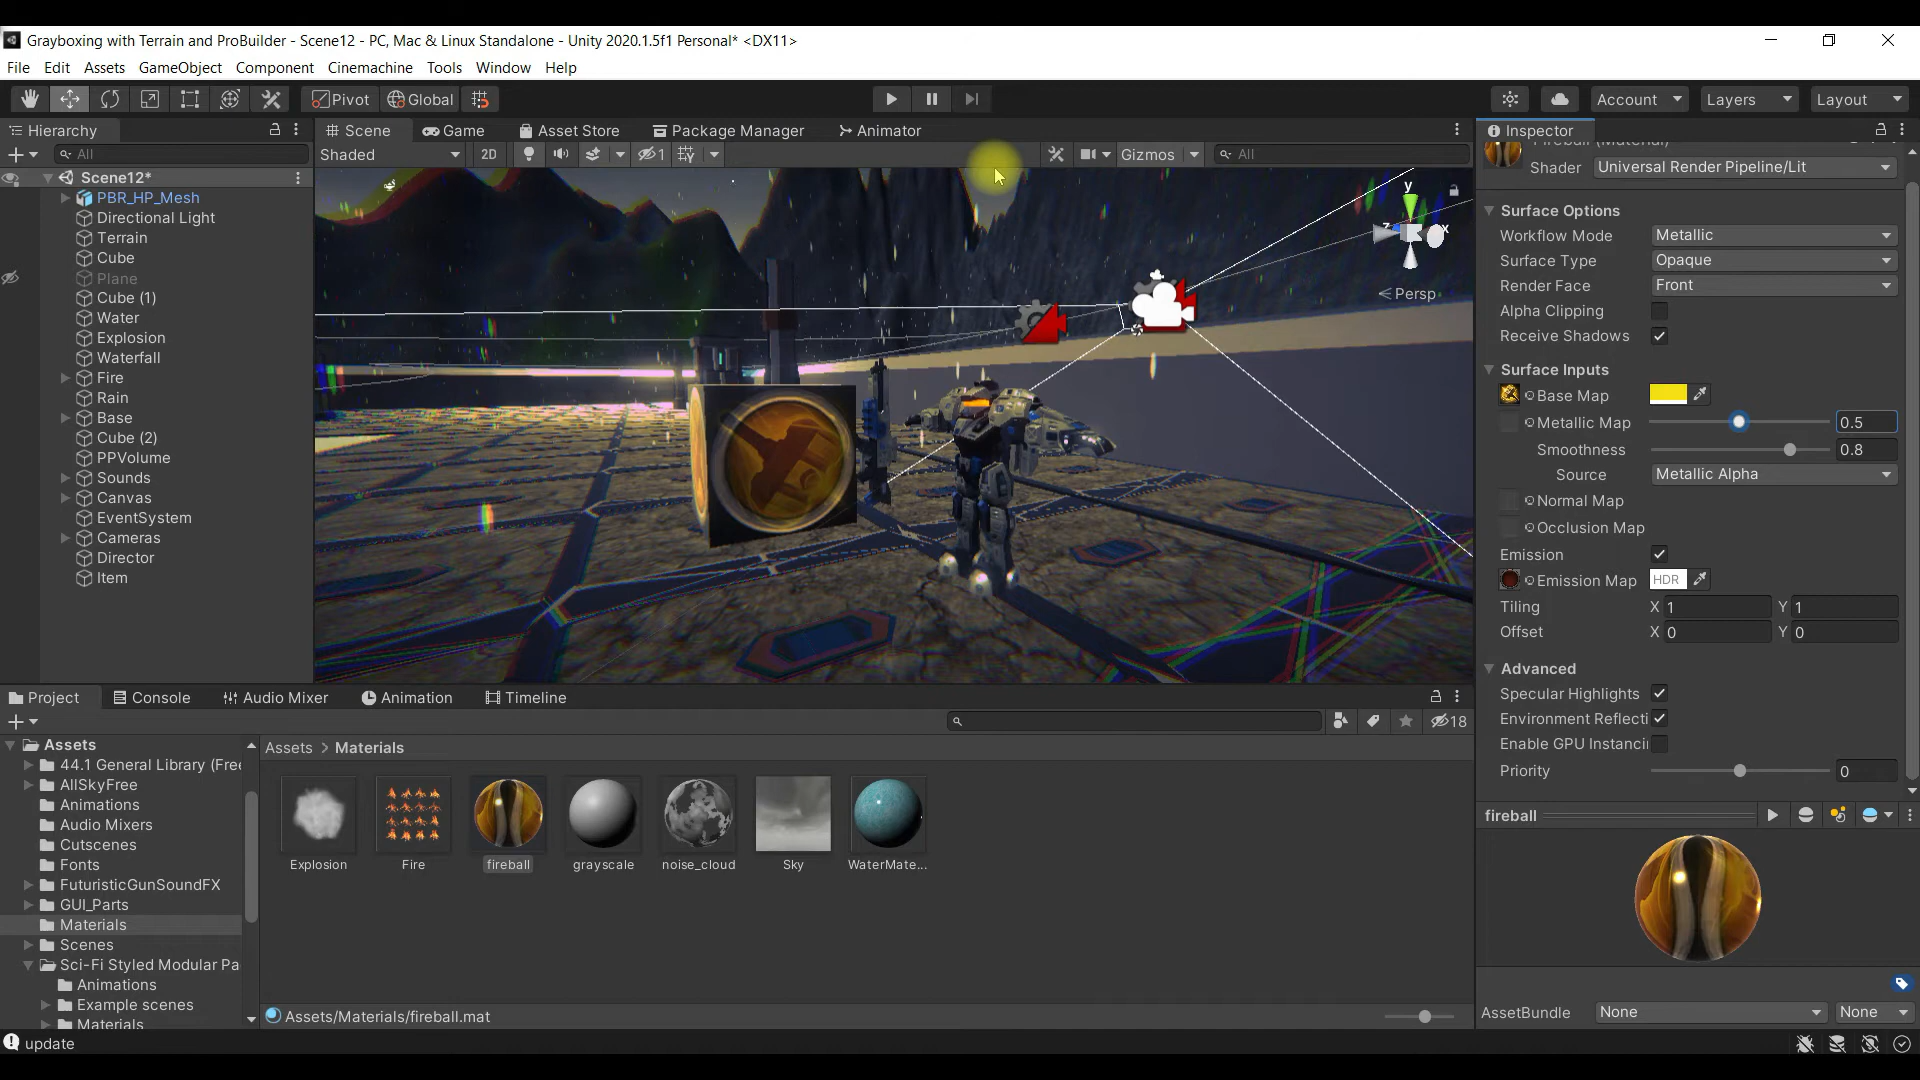 Grayboxing with Terrain and ProBuilder - Scene12 - PC, Mac & Linux Standalone - Unity 2020.1.5f1 Personal* <DX11>
File Edit Assets GameObject Component Cinemachine Tools Window Help
Pivot Global Account Layers Layout
Hierarchy
All
Scene12*
PBR_HP_Mesh
Directional Light
Terrain
Cube
Plane
Cube (1)
Water
Explosion
Waterfall
Fire
Rain
Base
Cube (2)
PPVolume
Sounds
Canvas
EventSystem
Cameras
Director
Item
Scene Game Asset Store Package Manager Animator
Shaded 2D 1 Gizmos All
y
z x
Persp
Inspector
Fireball (Material)
Shader Universal Render Pipeline/Lit
Surface Options
Workflow Mode Metallic
Surface Type Opaque
Render Face Front
Alpha Clipping
Receive Shadows
Surface Inputs
Base Map
Metallic Map 0.5
Smoothness 0.8
Source Metallic Alpha
Normal Map
Occlusion Map
Emission
Emission Map HDR
Tiling X 1 Y 1
Offset X 0 Y 0
Advanced
Specular Highlights
Environment Reflecti
Enable GPU Instanci
Priority 0
fireball
AssetBundle None None
Project Console Audio Mixer Animation Timeline
18
Assets
44.1 General Library (Free
AllSkyFree
Animations
Audio Mixers
Cutscenes
Fonts
FuturisticGunSoundFX
GUI_Parts
Materials
Scenes
Sci-Fi Styled Modular Pa
Animations
Example scenes
Materials
Assets > Materials
Explosion Fire fireball grayscale noise_cloud Sky WaterMate...
Assets/Materials/fireball.mat
update